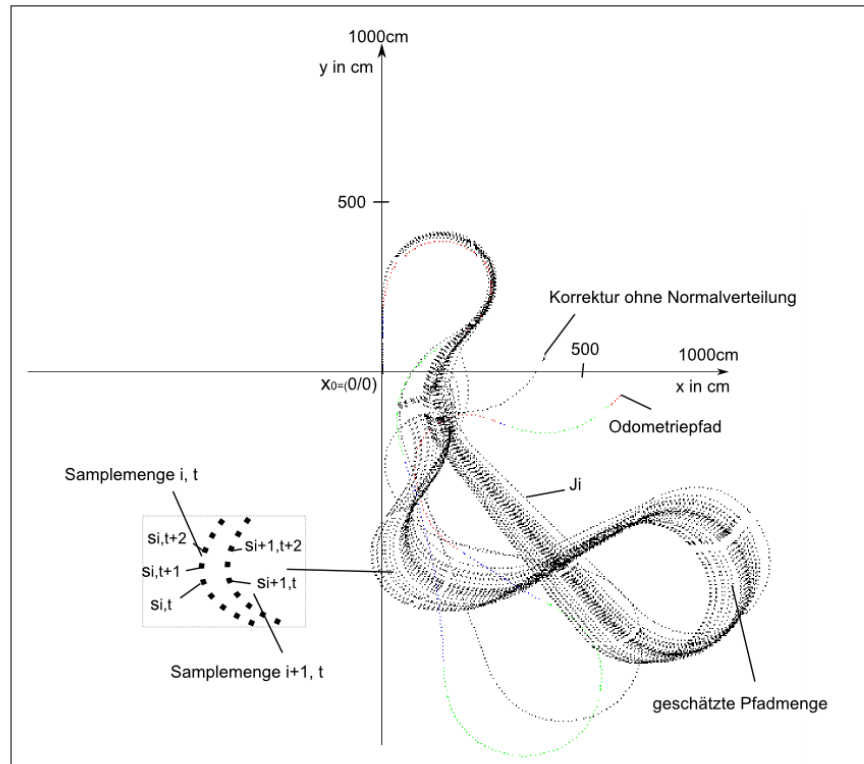 1000cm
y in cm
500
Korrektur ohne Normalverteilung
500
1000cm
x0=(0/0)
x in cm
Odometriepfad
Samplemenge i, t
Ji
si,t+2
si+1,t+2
si,t+1
si+1,t
si,t
Samplemenge i+1, t
geschätzte Pfadmenge